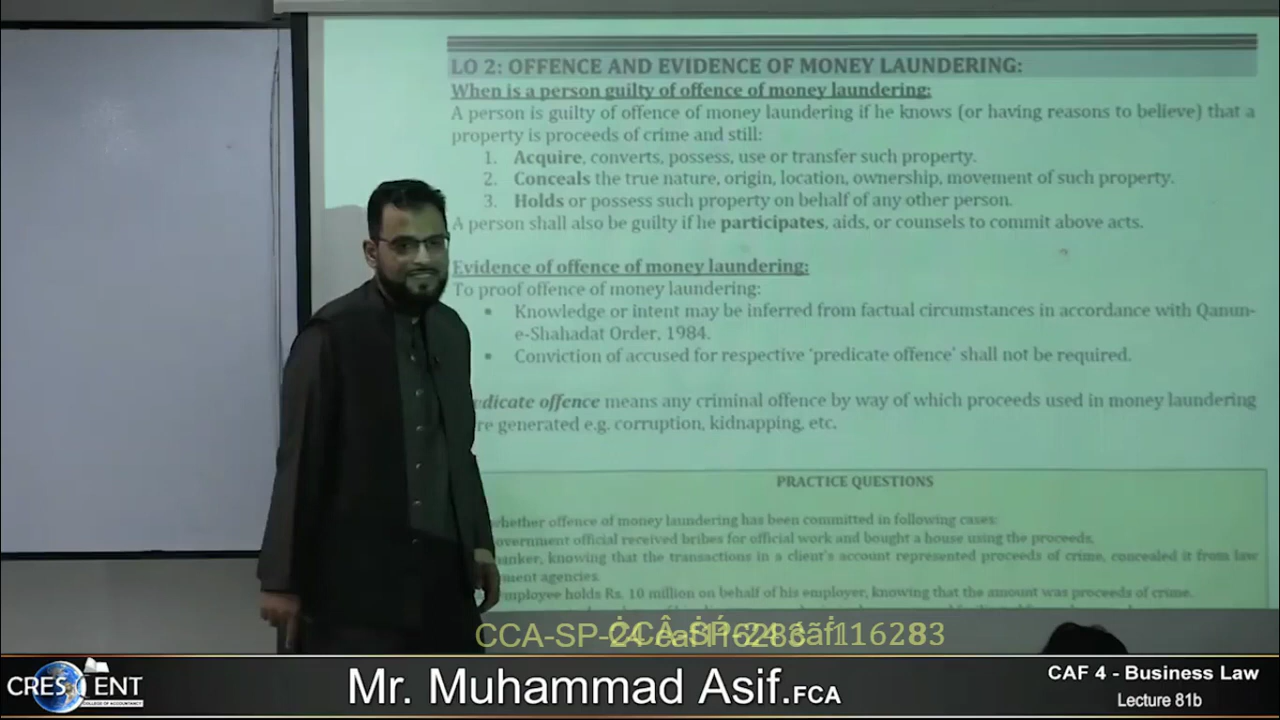 LO 2: OFFENCE AND EVIDENCE OF MONEY LAUNDERING:
When is a person guilty of offence of money laundering:
A person is guilty of offence of money laundering if he knows (or having reasons to believe) that a
property is proceeds of crime and still:
1. Acquire, converts, possess, use or transfer such property.
2. Conceals the true nature, origin, location, ownership, movement of such property.
3. Holds or possess such property on behalf of any other person.
A person shall also be guilty if he participates, aids, or counsels to commit above acts.
Evidence of offence of money laundering:
To proof offence of money laundering:
• Knowledge or intent may be inferred from factual circumstances in accordance with Qanun-
e-Shahadat Order, 1984.
• Conviction of accused for respective 'predicate offence' shall not be required.
edicate offence means any criminal offence by way of which proceeds used in money laundering
re generated e.g. corruption, kidnapping, etc.
PRACTICE QUESTIONS
whether offence of money laundering has been committed in following cases:
overnment official received bribes for official work and bought a house using the proceeds.
anker, knowing that the transactions in a client's account represented proceeds of crime, concealed it from law
ment agencies.
mployee holds Rs. 10 million on behalf of his employer, knowing that the amount was proceeds of crime.
CRESCENT
COLLEGE OF ACCOUNTANCY
Mr. Muhammad Asif.FCA
CAF 4 - Business Law
Lecture 81b